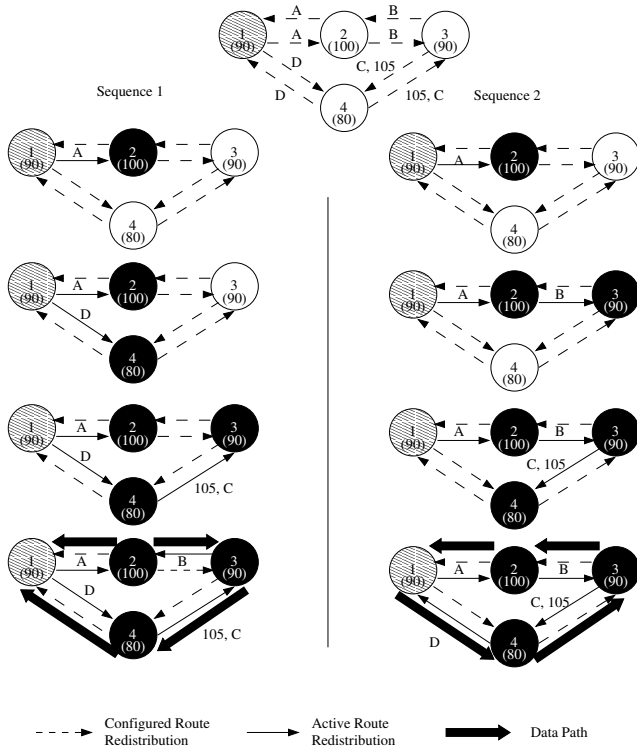 A B
1 2 3
(90) A (100) B (90)
D C, 105
D 4 105, C
(80)
Sequence 1 Sequence 2
1 2 3
(90) A (100) (90)
4
(80)
1 2 3
(90) A (100) (90)
4
(80)
1 2 3
(90) A (100) (90)
D
4
(80)
1 2 3
(90) A (100) B (90)
4
(80)
1 2 3
(90) A (100) (90)
D
4 105, C
(80)
1 2 3
(90) A (100) B (90)
C, 105
4
(80)
1 2 3
(90) A (100) B (90)
D
4 105, C
(80)
1 2 3
(90) A (100) B (90)
C, 105
D 4
(80)
Configured Route
Redistribution
Active Route
Redistribution
Data Path